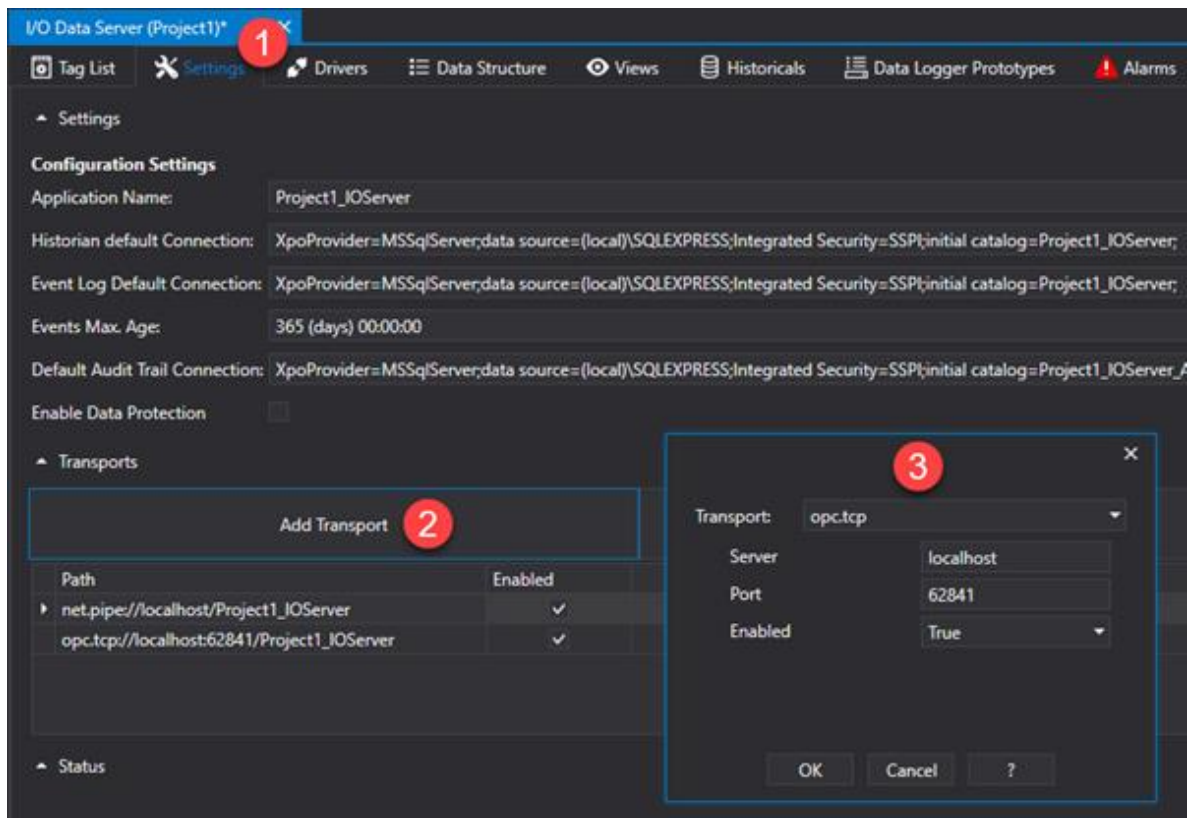 I/O Data Server (Project1)* ×
1
Tag List Settings Drivers Data Structure Views Historicals Data Logger Prototypes Alarms
Settings
Configuration Settings
Application Name: Project1_IOServer
Historian default Connection: XpoProvider=MSSqlServer;data source=(local)\SQLEXPRESS;Integrated Security=SSPI;initial catalog=Project1_IOServer;
Event Log Default Connection: XpoProvider=MSSqlServer;data source=(local)\SQLEXPRESS;Integrated Security=SSPI;initial catalog=Project1_IOServer;
Events Max. Age: 365 (days) 00:00:00
Default Audit Trail Connection: XpoProvider=MSSqlServer;data source=(local)\SQLEXPRESS;Integrated Security=SSPI;initial catalog=Project1_IOServer_A
Enable Data Protection
Transports
Add Transport 2
Path Enabled
net.pipe://localhost/Project1_IOServer
opc.tcp://localhost:62841/Project1_IOServer
Status
3
Transport: opc.tcp
Server localhost
Port 62841
Enabled True
OK Cancel ?